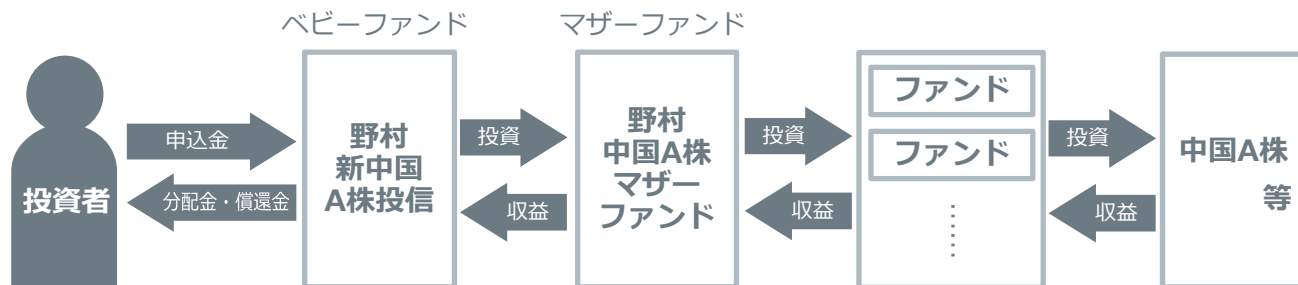 ベビーファンド
マザーファンド
投資者
申込金
分配金・償還金
野村
新中国
A株投信
投資
収益
野村
中国A株
マザー
ファンド
投資
収益
ファンド
ファンド
投資
収益
中国A株
等